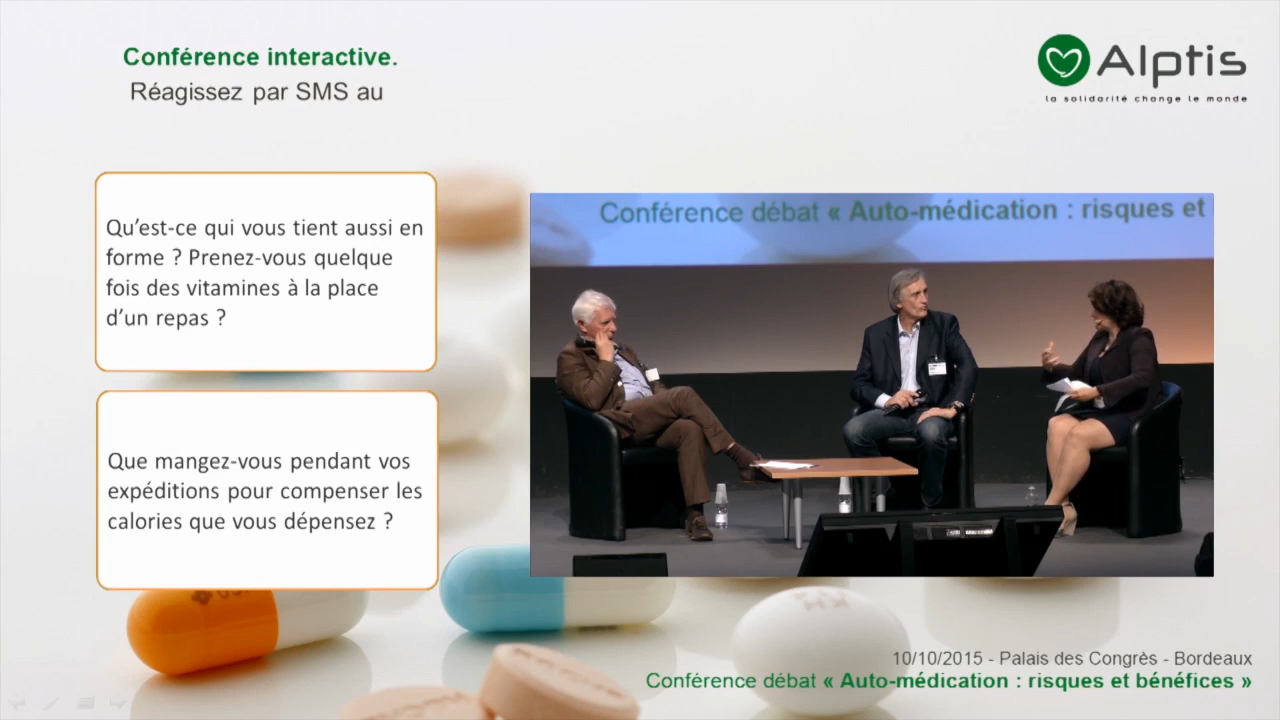 Conférence interactive.
Réagissez par SMS au
Alptis
la solidarité change le monde
Qu’est-ce qui vous tient aussi en
forme ? Prenez-vous quelque
fois des vitamines à la place
d’un repas ?
Que mangez-vous pendant vos
expéditions pour compenser les
calories que vous dépensez ?
Conférence débat « Auto-médication : risques et
10/10/2015 - Palais des Congrès - Bordeaux
Conférence débat « Auto-médication : risques et bénéfices »